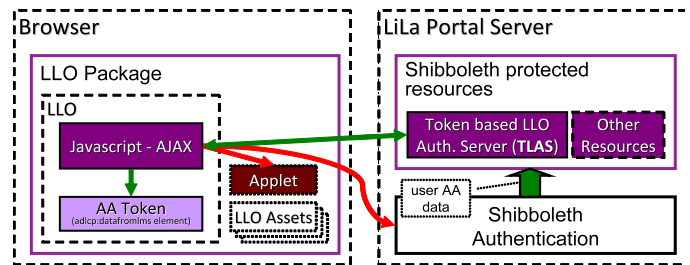 Browser
LLO Package
LLO
Javascript - AJAX
AA Token
(adlcp:datafromlms element)
Applet
LLO Assets
LiLa Portal Server
Shibboleth protected
resources
Token based LLO
Auth. Server (TLAS)
Other
Resources
user AA
data
Shibboleth
Authentication